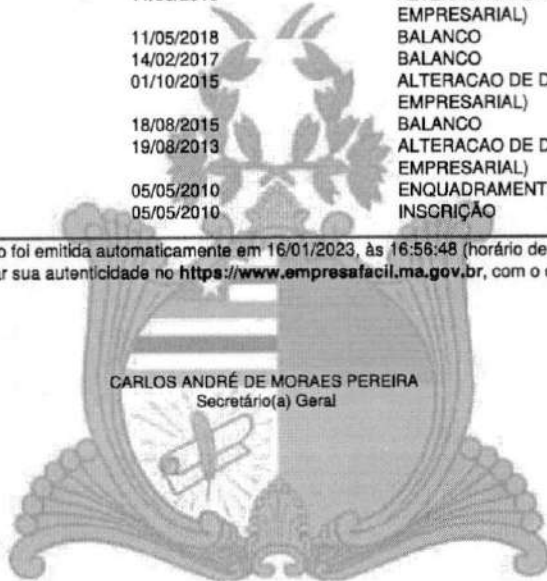 EMPRESARIAL)
11/05/2018 BALANCO
14/02/2017 BALANCO
01/10/2015 ALTERACAO DE D
EMPRESARIAL)
18/08/2015 BALANCO
19/08/2013 ALTERACAO DE D
EMPRESARIAL)
05/05/2010 ENQUADRAMENT
05/05/2010 INSCRIÇÃO
o foi emitida automaticamente em 16/01/2023, às 16:56:48 (horário de
ar sua autenticidade no https://www.empresafacil.ma.gov.br, com o
CARLOS ANDRÉ DE MORAES PEREIRA
Secretário(a) Geral